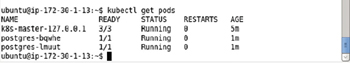 ubuntu@ip-172-30-1-13:~$ kubectl get pods
NAME READY STATUS RESTARTS AGE
k8s-master-127.0.0.1 3/3 Running 0 5m
postgres-bqwhe 1/1 Running 0 1m
postgres-lmuut 1/1 Running 0 1m
ubuntu@ip-172-30-1-13:~$